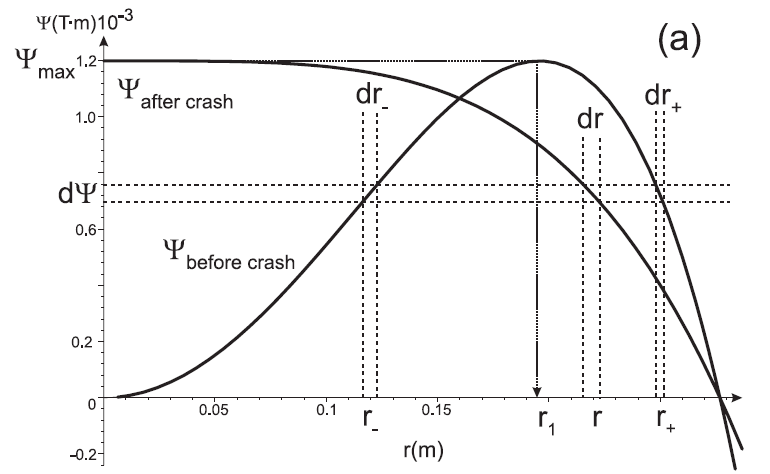 Ψ(T·m)10⁻³
(a)
Ψmax 1.2
Ψafter crash
dr₋
dr₊
1.0
dr
dΨ
0.6
Ψbefore crash
0.2
0
0.05 0.1 0.15 r₋ r₁ r r₊
r(m)
-0.2